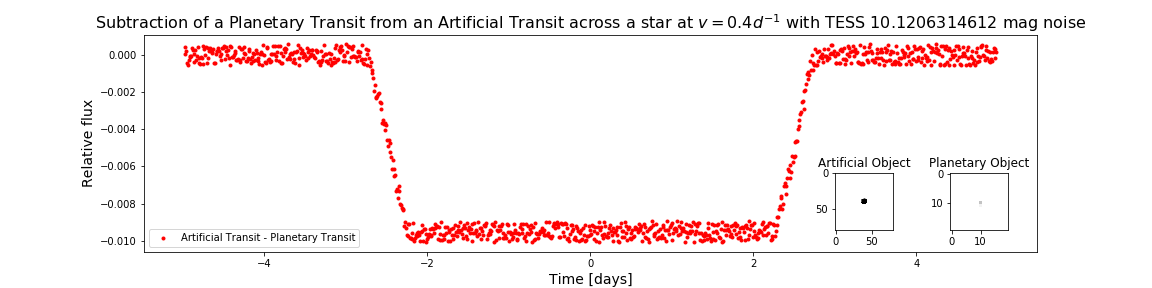 Subtraction of a Planetary Transit from an Artificial Transit across a star at v = 0.4d⁻¹ with TESS 10.1206314612 mag noise
0.000
−0.002
−0.004
−0.006
−0.008
−0.010
Relative flux
Artificial Transit - Planetary Transit
Artificial Object
0
50
0 50
Planetary Object
0
10
0 10
−4 −2 0 2 4
Time [days]